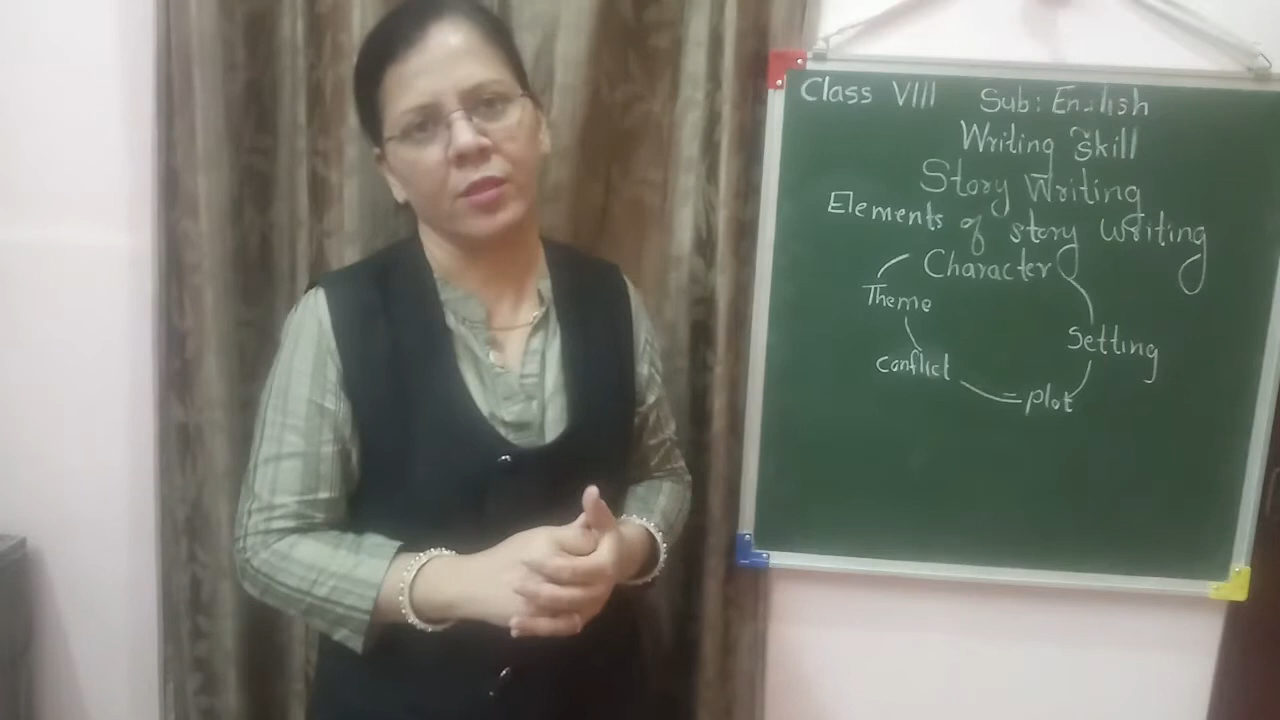 Class VIII Sub: English
Writing Skill
Story Writing
Elements of story writing
Character
Theme
Setting
Conflict
= Plot